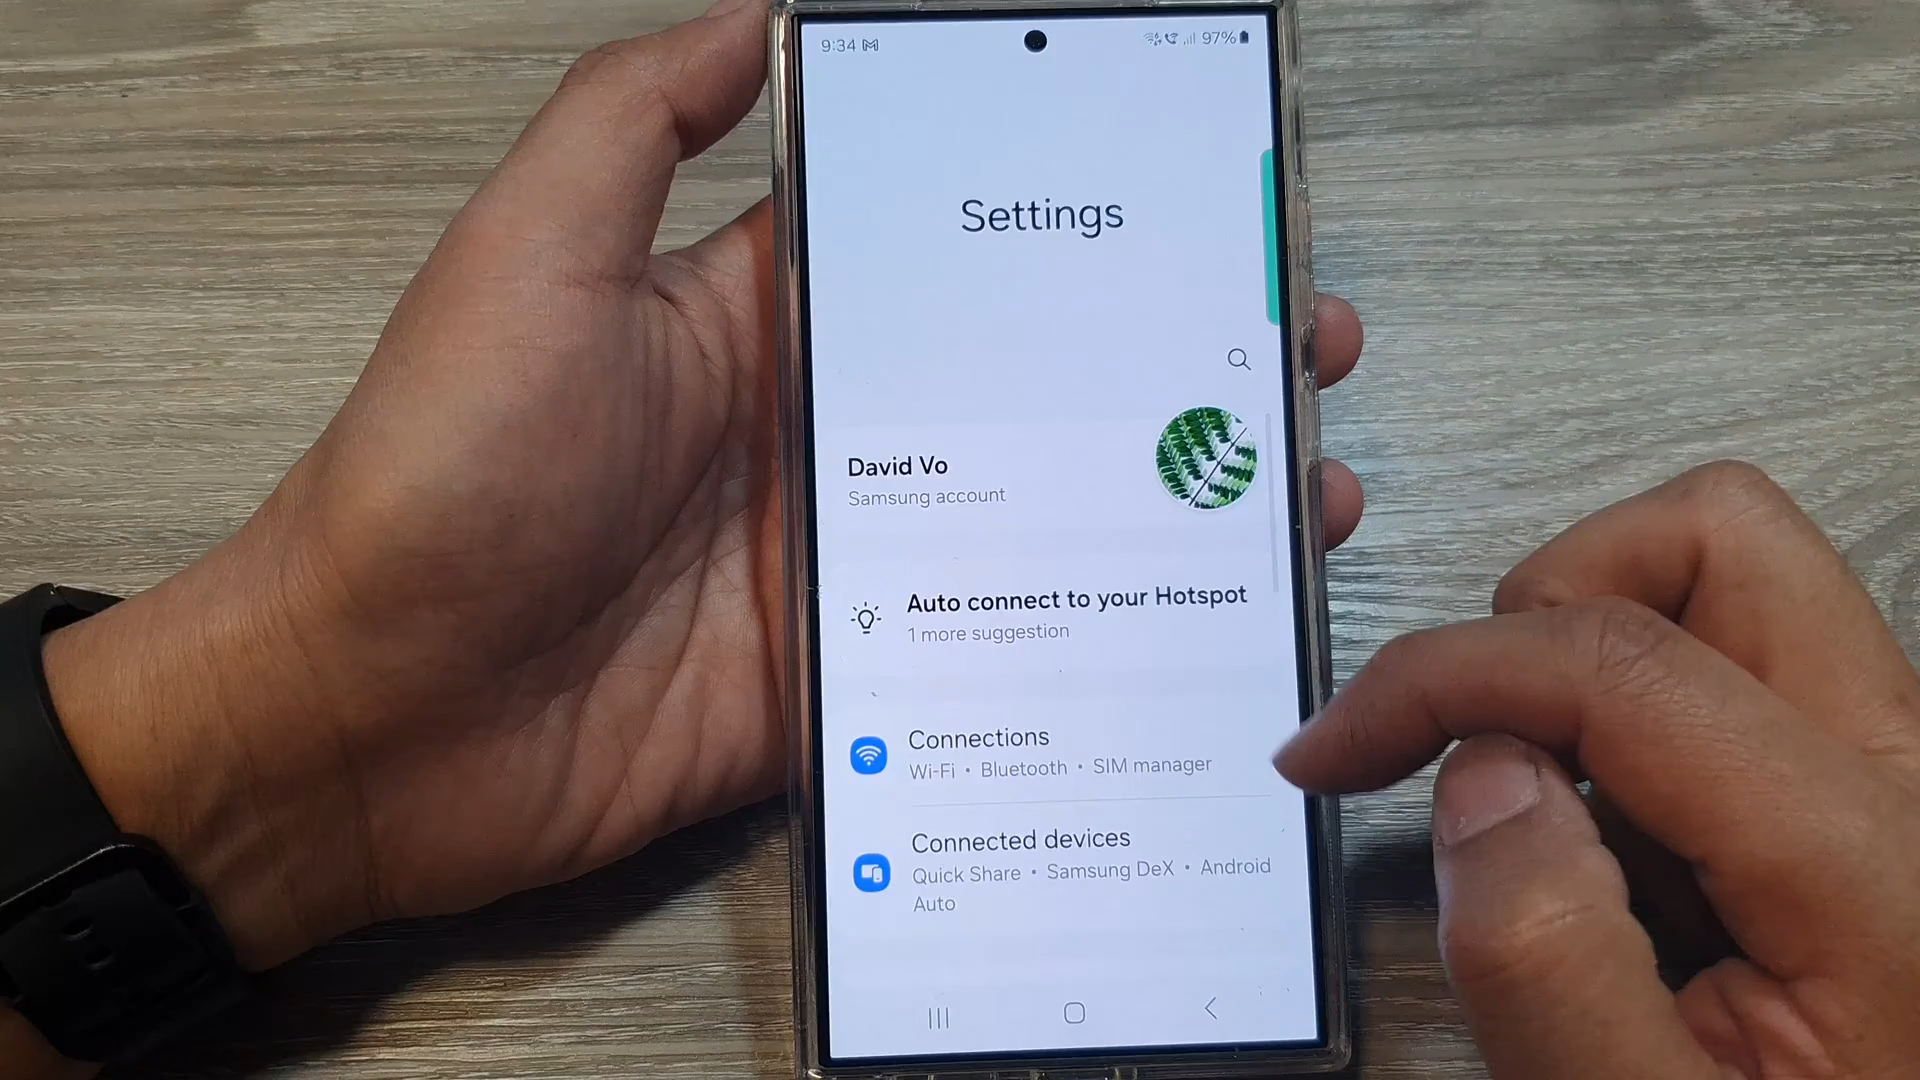 9:34 97%
Settings
David Vo
Samsung account
Auto connect to your Hotspot
1 more suggestion
Connections
Wi-Fi • Bluetooth • SIM manager
Connected devices
Quick Share • Samsung DeX • Android
Auto